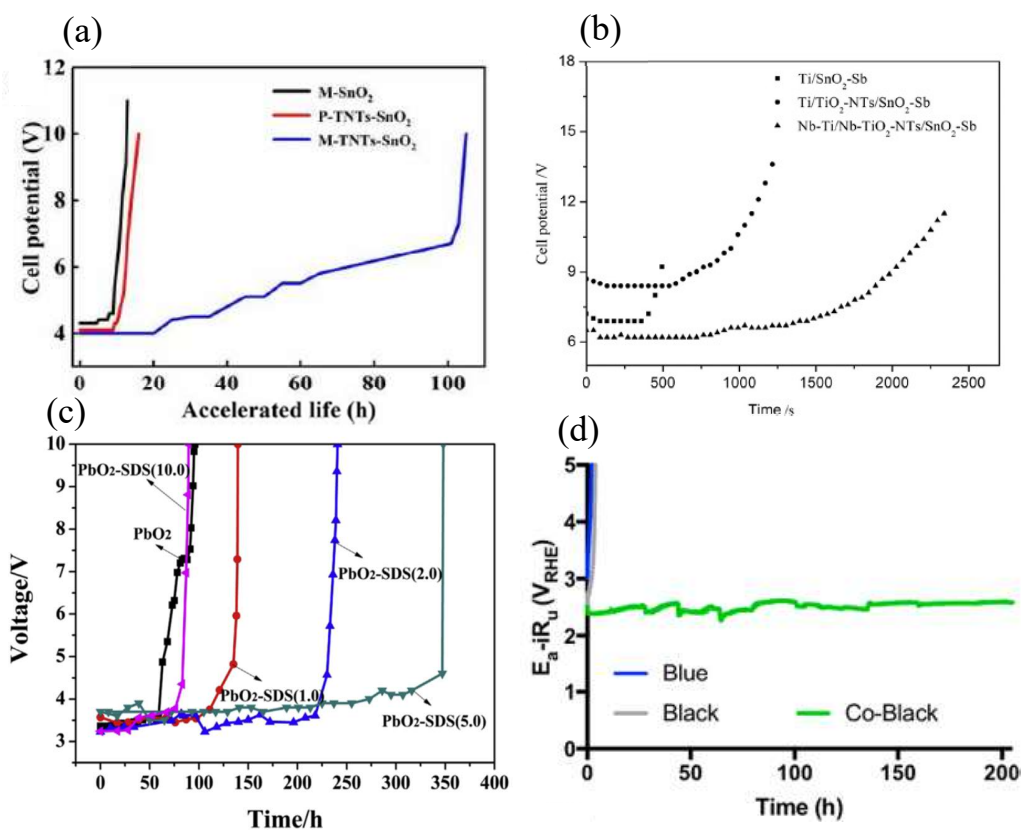 (a)
12
10
8
6
4
Cell potential (V)
M-SnO₂
P-TNTs-SnO₂
M-TNTs-SnO₂
0
20
40
60
80
100
Accelerated life (h)
(b)
18
15
12
9
6
Cell potential /V
Ti/SnO₂-Sb
Ti/TiO₂-NTs/SnO₂-Sb
Nb-Ti/Nb-TiO₂-NTs/SnO₂-Sb
0
500
1000
1500
2000
2500
Time /s
(c)
10
9
8
7
6
5
4
3
Voltage/V
PbO₂-SDS(10.0)
PbO₂
PbO₂-SDS(2.0)
PbO₂-SDS(1.0)
PbO₂-SDS(5.0)
0
50
100
150
200
250
300
350
400
Time/h
(d)
5
4
3
2
1
0
Eₐ-iRᵤ (V_RHE)
Blue
Black
Co-Black
0
50
100
150
200
Time (h)